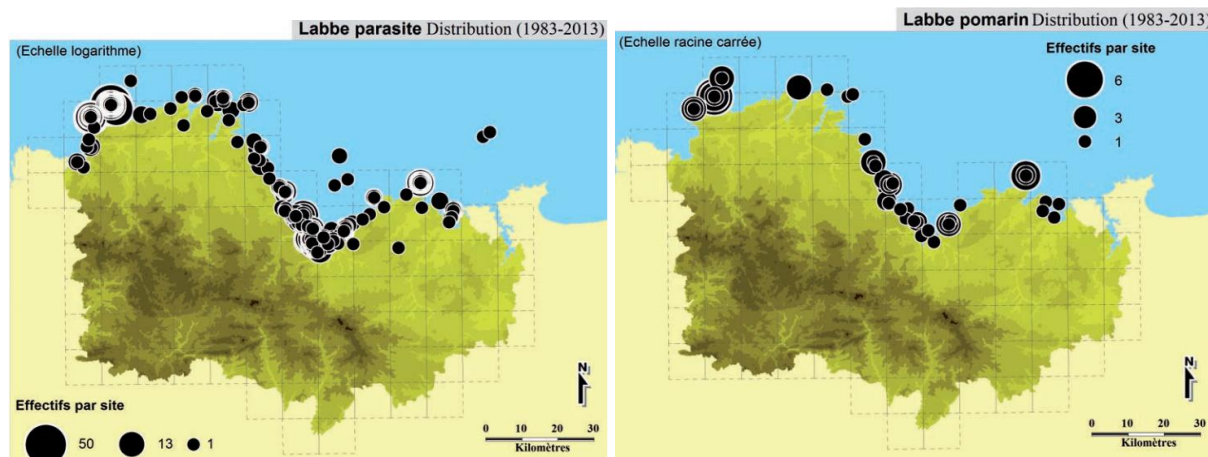 Labbe parasite Distribution (1983-2013)
(Echelle logarithme)
N
Effectifs par site
50 13 1
0 10 20 30
Kilomètres
Labbe pomarin Distribution (1983-2013)
(Echelle racine carrée)
Effectifs par site
6
3
1
N
0 10 20 30
Kilomètres